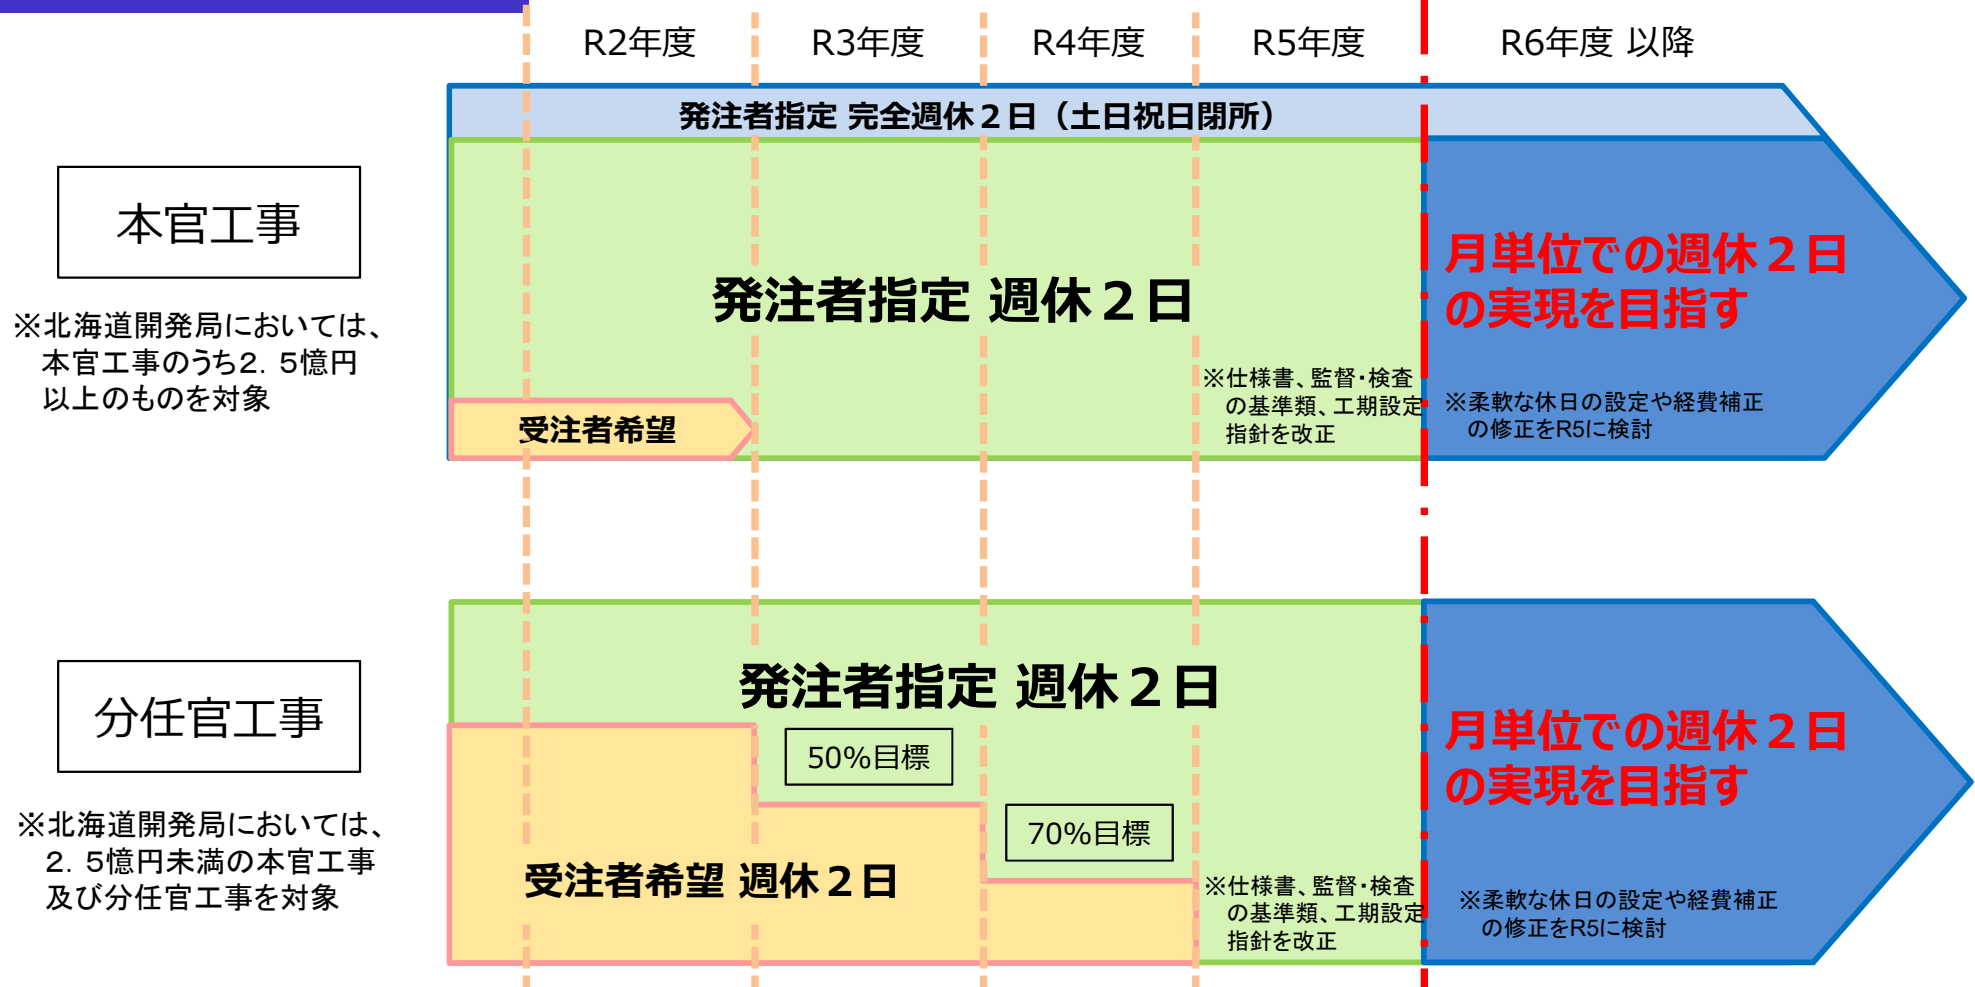 R2年度
R3年度
R4年度
R5年度
R6年度 以降
発注者指定 完全週休２日（土日祝日閉所）
本官工事
※北海道開発局においては、
本官工事のうち２．５億円
以上のものを対象
発注者指定 週休２日
受注者希望
※仕様書、監督・検査
の基準類、工期設定
指針を改正
月単位での週休２日
の実現を目指す
※柔軟な休日の設定や経費補正
の修正をR5に検討
分任官工事
※北海道開発局においては、
２．５億円未満の本官工事
及び分任官工事を対象
発注者指定 週休２日
50%目標
70%目標
受注者希望 週休２日
※仕様書、監督・検査
の基準類、工期設定
指針を改正
月単位での週休２日
の実現を目指す
※柔軟な休日の設定や経費補正
の修正をR5に検討